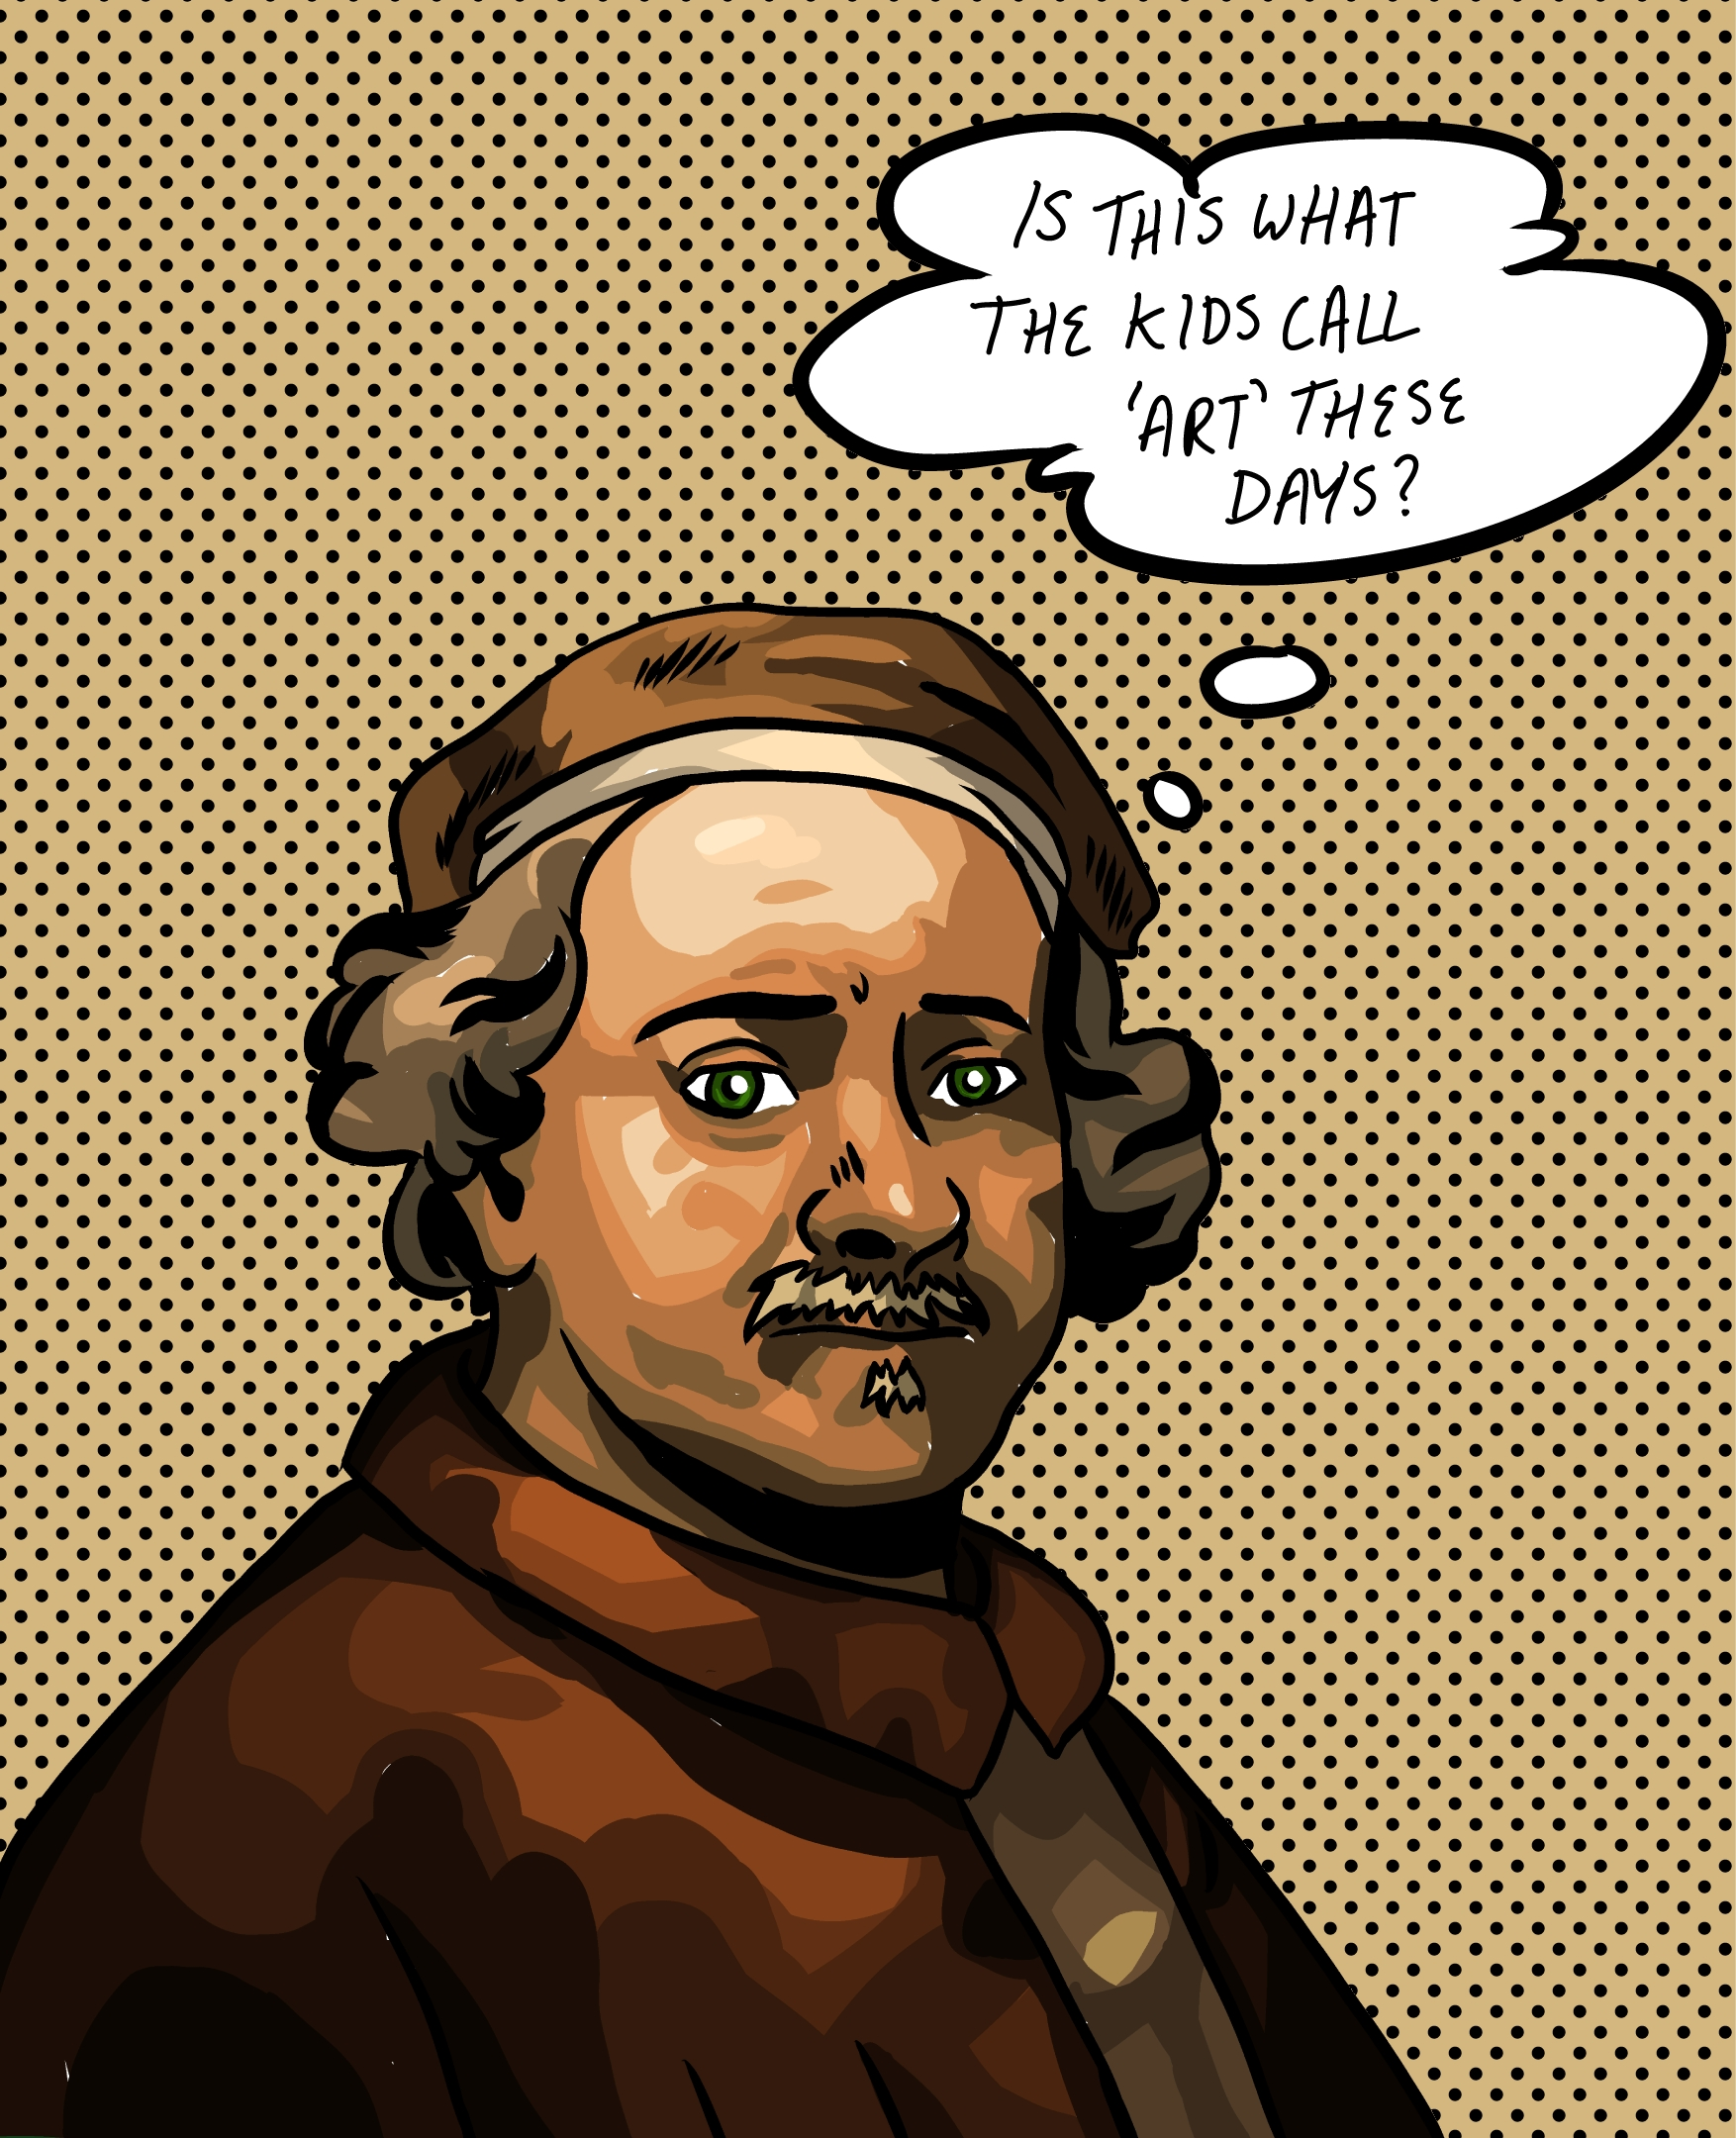 IS THIS WHAT
THE KIDS CALL
'ART' THESE
DAYS?